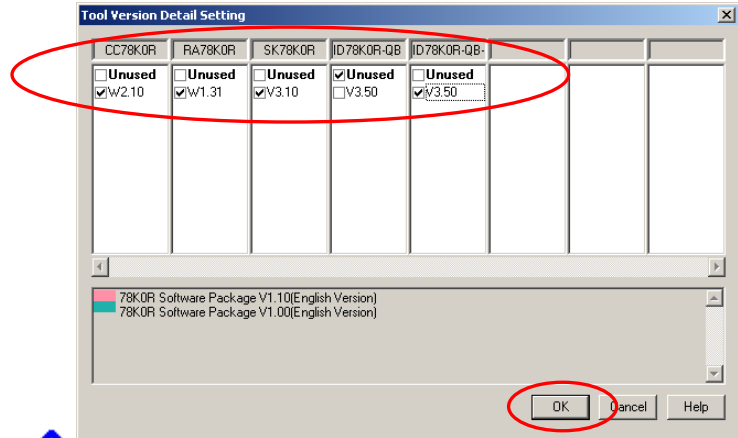 Tool Version Detail Setting
CC78K0R RA78K0R SK78K0R ID78K0R-QB ID78K0R-QB-
Unused Unused Unused Unused Unused
W2.10 W1.31 V3.10 V3.50 V3.50
78K0R Software Package V1.10(English Version)
78K0R Software Package V1.00(English Version)
OK Cancel Help